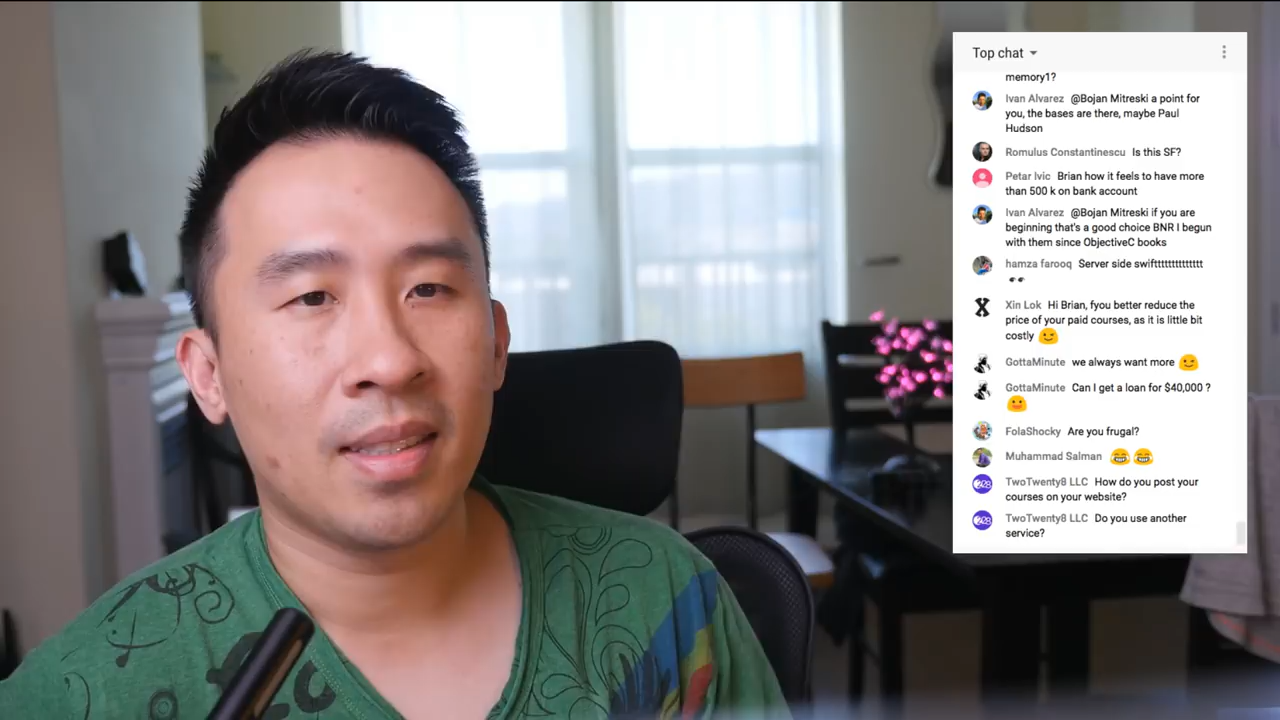 Top chat
memory1?
Ivan Alvarez @Bojan Mitreski a point for
you, the bases are there, maybe Paul
Hudson
Romulus Constantinescu Is this SF?
Petar Ivic Brian how it feels to have more
than 500 k on bank account
Ivan Alvarez @Bojan Mitreski if you are
beginning that's a good choice BNR I begun
with them since ObjectiveC books
hamza farooq Server side swiftttttttttttttt
Xin Lok Hi Brian, fyou better reduce the
price of your paid courses, as it is little bit
costly 😉
GottaMinute we always want more 😉
GottaMinute Can I get a loan for $40,000 ?
FolaShocky Are you frugal?
Muhammad Salman 😂 😂
TwoTwenty8 LLC How do you post your
courses on your website?
TwoTwenty8 LLC Do you use another
service?